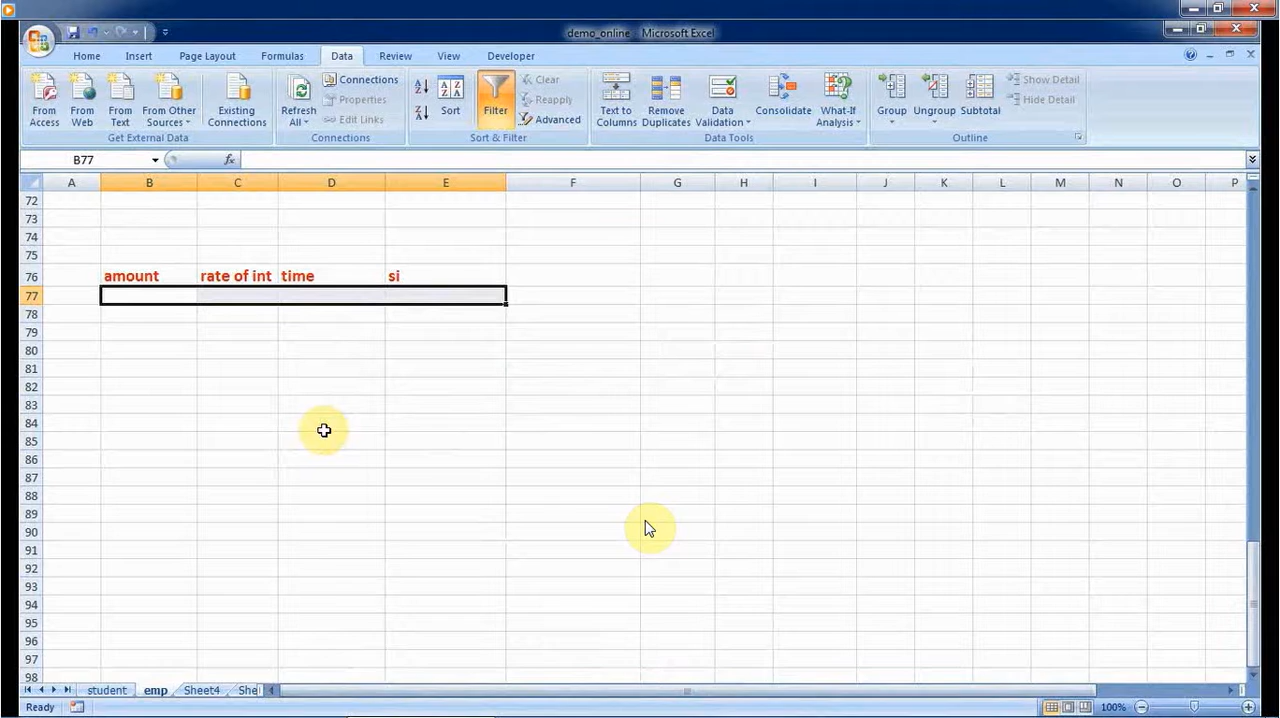 demo_online - Microsoft Excel
Home Insert Page Layout Formulas Data Review View Developer
From Access
From Web
From Text
From Other Sources
Existing Connections
Get External Data
Refresh All
Connections
Properties
Edit Links
Connections
Sort
Filter
Clear
Reapply
Advanced
Sort & Filter
Text to Columns
Remove Duplicates
Data Validation
Consolidate
What-If Analysis
Data Tools
Group
Ungroup
Subtotal
Show Detail
Hide Detail
Outline
B77 fx
A B C D E F G H I J K L M N O P
72
73
74
75
76 amount rate of int time si
77
78
79
80
81
82
83
84
85
86
87
88
89
90
91
92
93
94
95
96
97
98
student emp Sheet4 She
Ready 100%